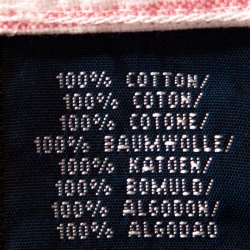 100% COTTON/
100% COTON/
100% COTONE/
100% BAUMWOLLE/
100% KATOEN/
100% BOMULD/
100% ALGODON/
100% ALGODAO